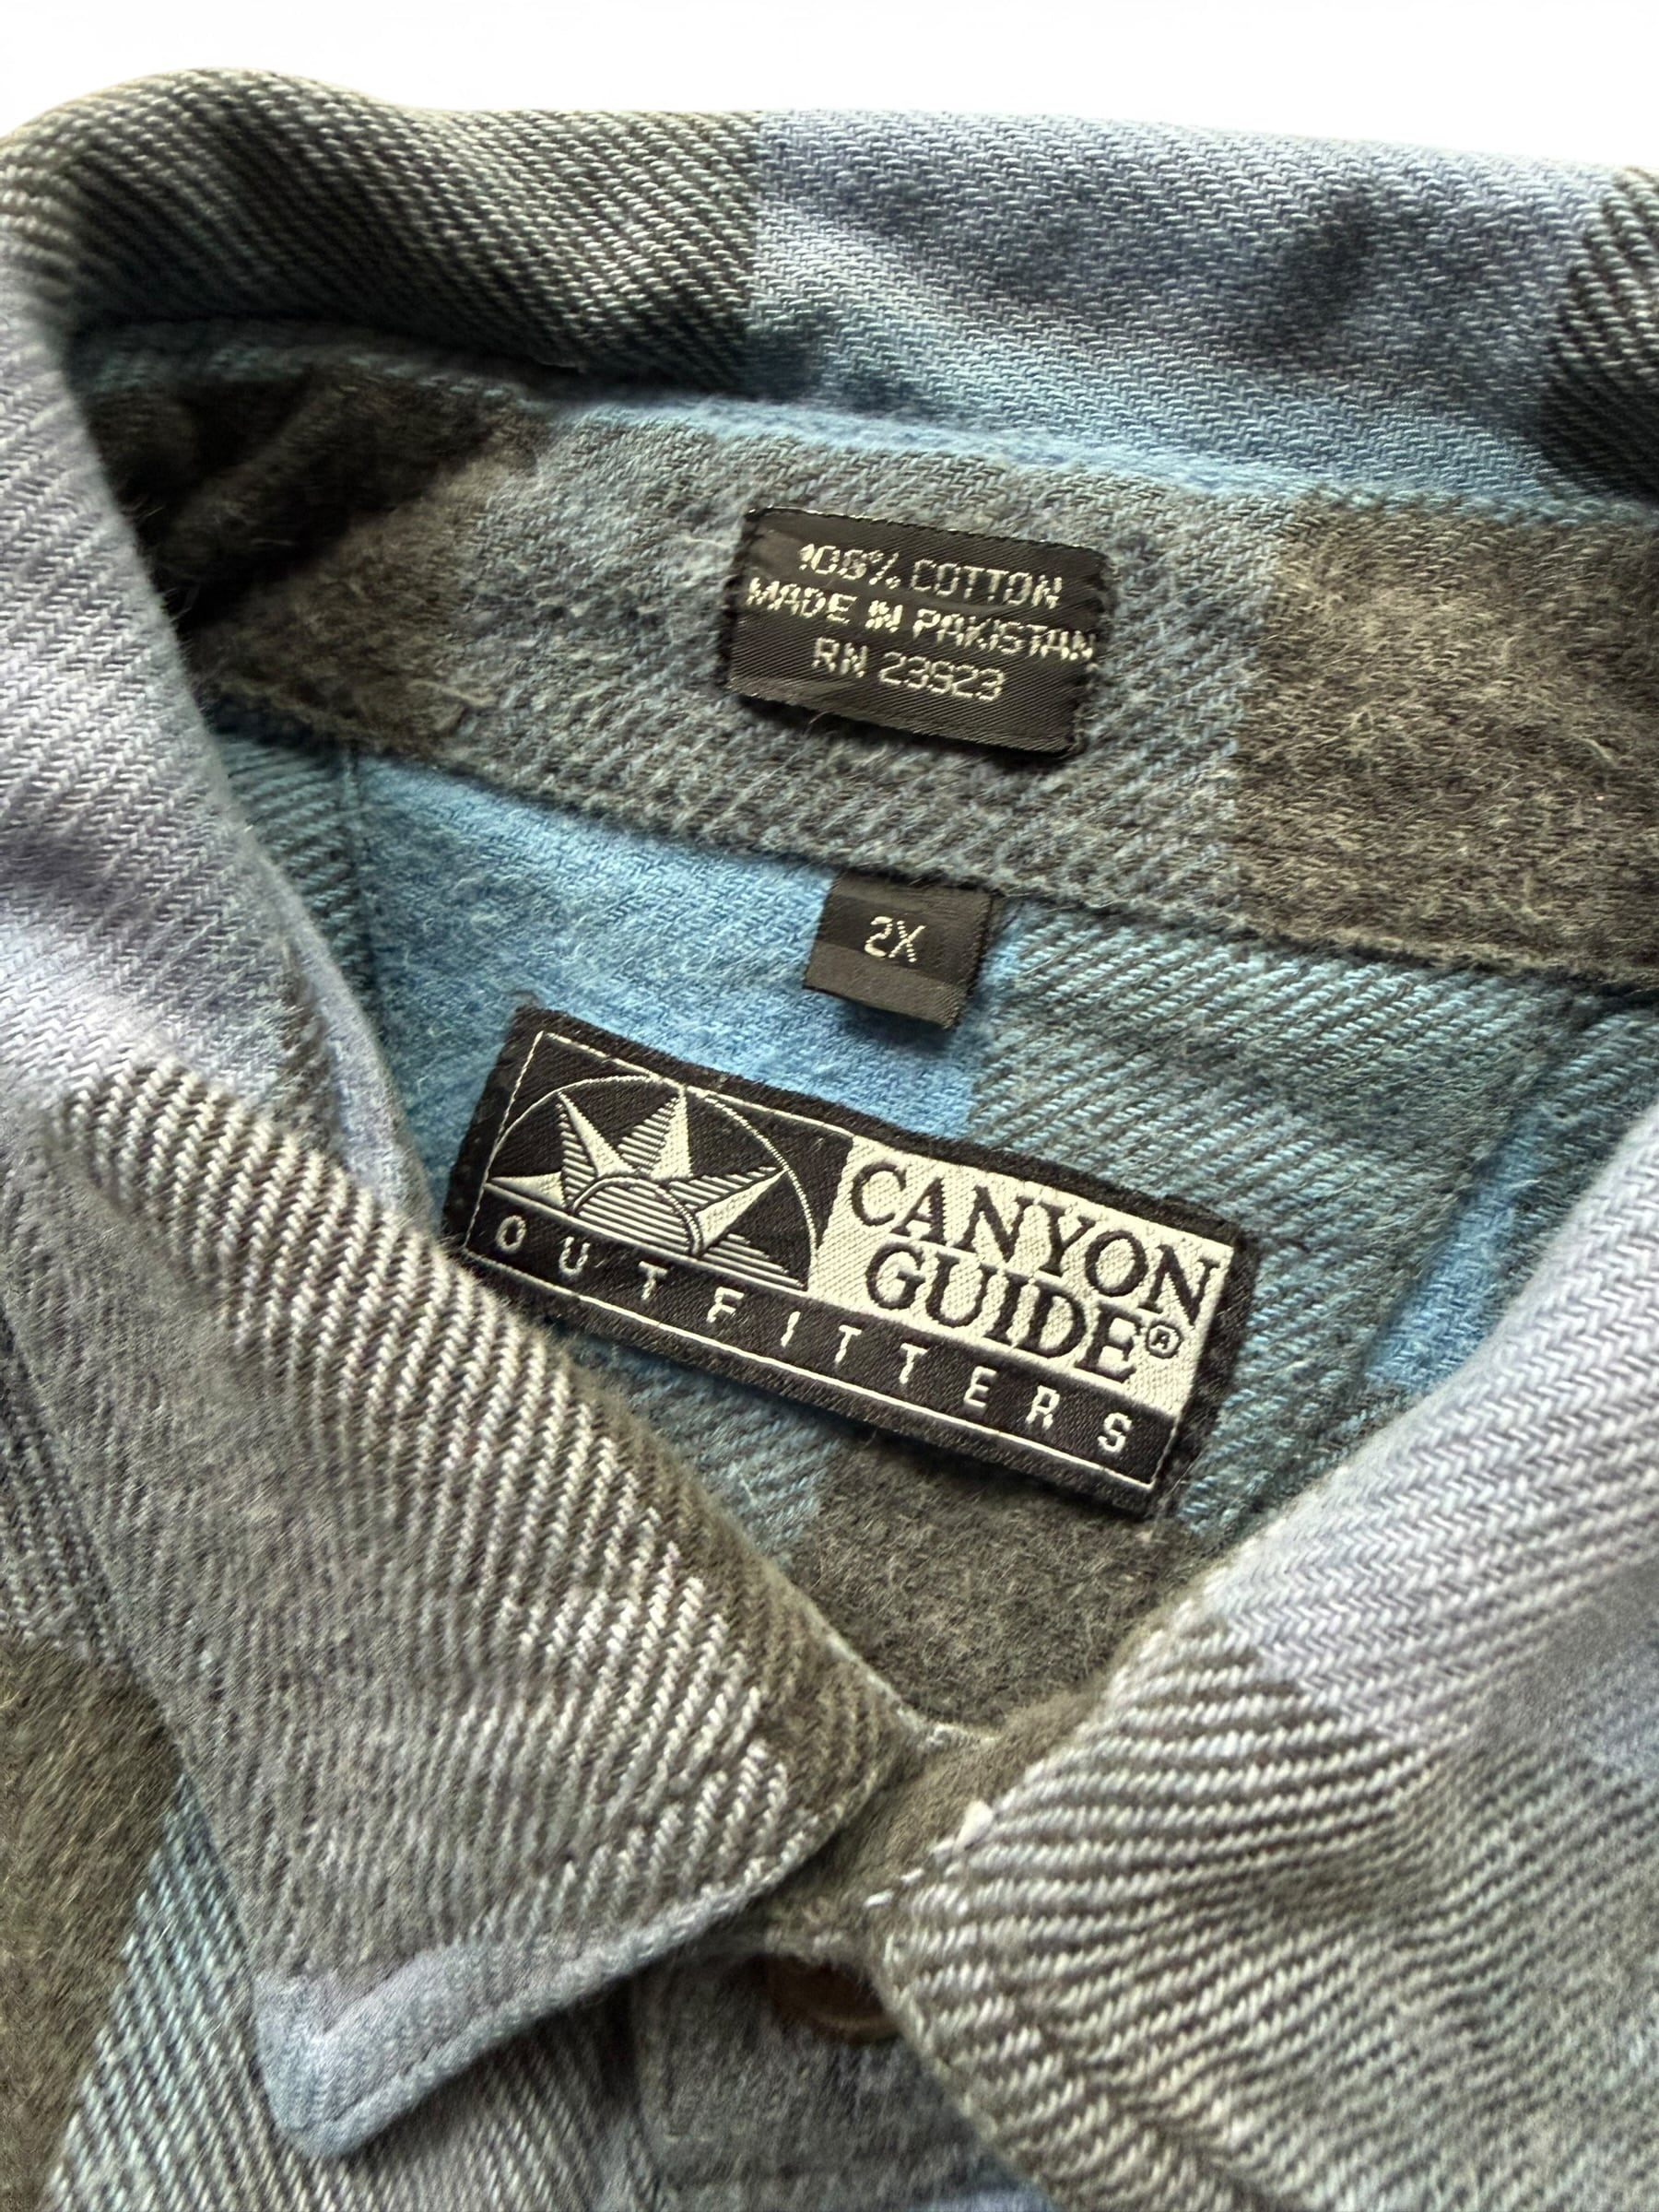 100% COTTON
MADE IN PAKISTAN
RN 23923
2X
CANYON
GUIDE®
OUTFITTERS